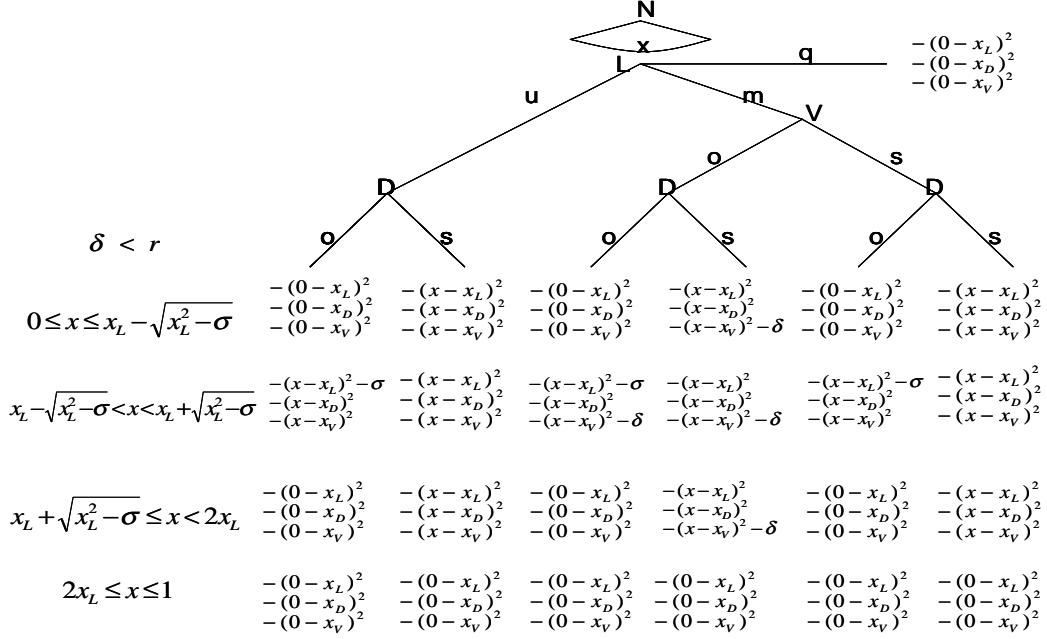 N
x
L q −(0−x_L)²
−(0−x_D)²
−(0−x_V)²
u m V
o s
D D D
δ < r o s o s o s
0≤x≤x_L−√(x_L²−σ) −(0−x_L)² −(x−x_L)² −(0−x_L)² −(x−x_L)² −(0−x_L)² −(x−x_L)²
−(0−x_D)² −(x−x_D)² −(0−x_D)² −(x−x_D)² −(0−x_D)² −(x−x_D)²
−(0−x_V)² −(x−x_V)² −(0−x_V)² −(x−x_V)²−δ −(0−x_V)² −(x−x_V)²
x_L−√(x_L²−σ)<x<x_L+√(x_L²−σ) −(x−x_L)²−σ −(x−x_L)² −(x−x_L)²−σ −(x−x_L)² −(x−x_L)²−σ −(x−x_L)²
−(x−x_D)² −(x−x_D)² −(x−x_D)² −(x−x_D)² −(x−x_D)² −(x−x_D)²
−(x−x_V)² −(x−x_V)² −(x−x_V)²−δ −(x−x_V)²−δ −(x−x_V)² −(x−x_V)²
x_L+√(x_L²−σ)≤x<2x_L −(0−x_L)² −(x−x_L)² −(0−x_L)² −(x−x_L)² −(0−x_L)² −(x−x_L)²
−(0−x_D)² −(x−x_D)² −(0−x_D)² −(x−x_D)² −(0−x_D)² −(x−x_D)²
−(0−x_V)² −(x−x_V)² −(0−x_V)² −(x−x_V)²−δ −(0−x_V)² −(x−x_V)²
2x_L≤x≤1 −(0−x_L)² −(0−x_L)² −(0−x_L)² −(0−x_L)² −(0−x_L)² −(0−x_L)²
−(0−x_D)² −(0−x_D)² −(0−x_D)² −(0−x_D)² −(0−x_D)² −(0−x_D)²
−(0−x_V)² −(0−x_V)² −(0−x_V)² −(0−x_V)² −(0−x_V)² −(0−x_V)²